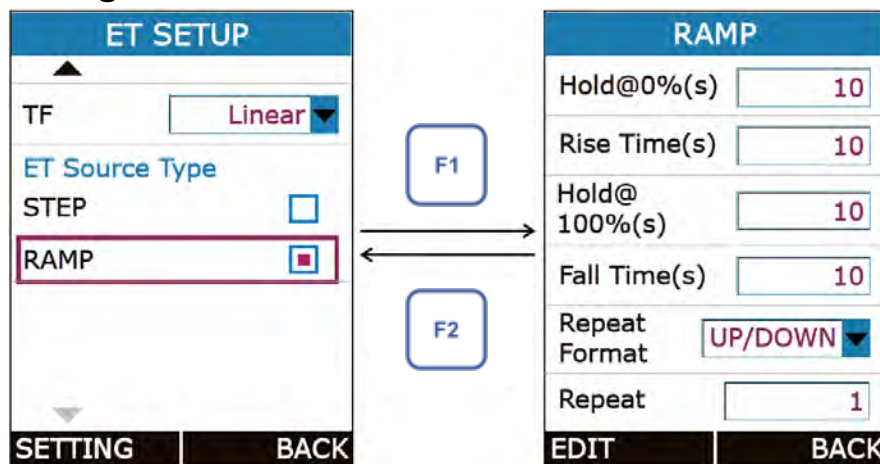 ET SETUP
TF Linear
ET Source Type
STEP
RAMP
SETTING BACK
F1
F2
RAMP
Hold@0%(s) 10
Rise Time(s) 10
Hold@
100%(s) 10
Fall Time(s) 10
Repeat
Format UP/DOWN
Repeat 1
EDIT BACK